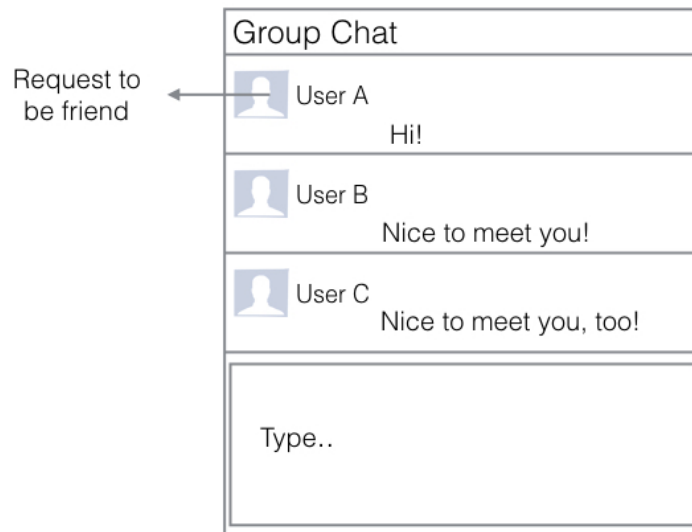 Group Chat
Request to
be friend
User A
Hi!
User B
Nice to meet you!
User C
Nice to meet you, too!
Type..